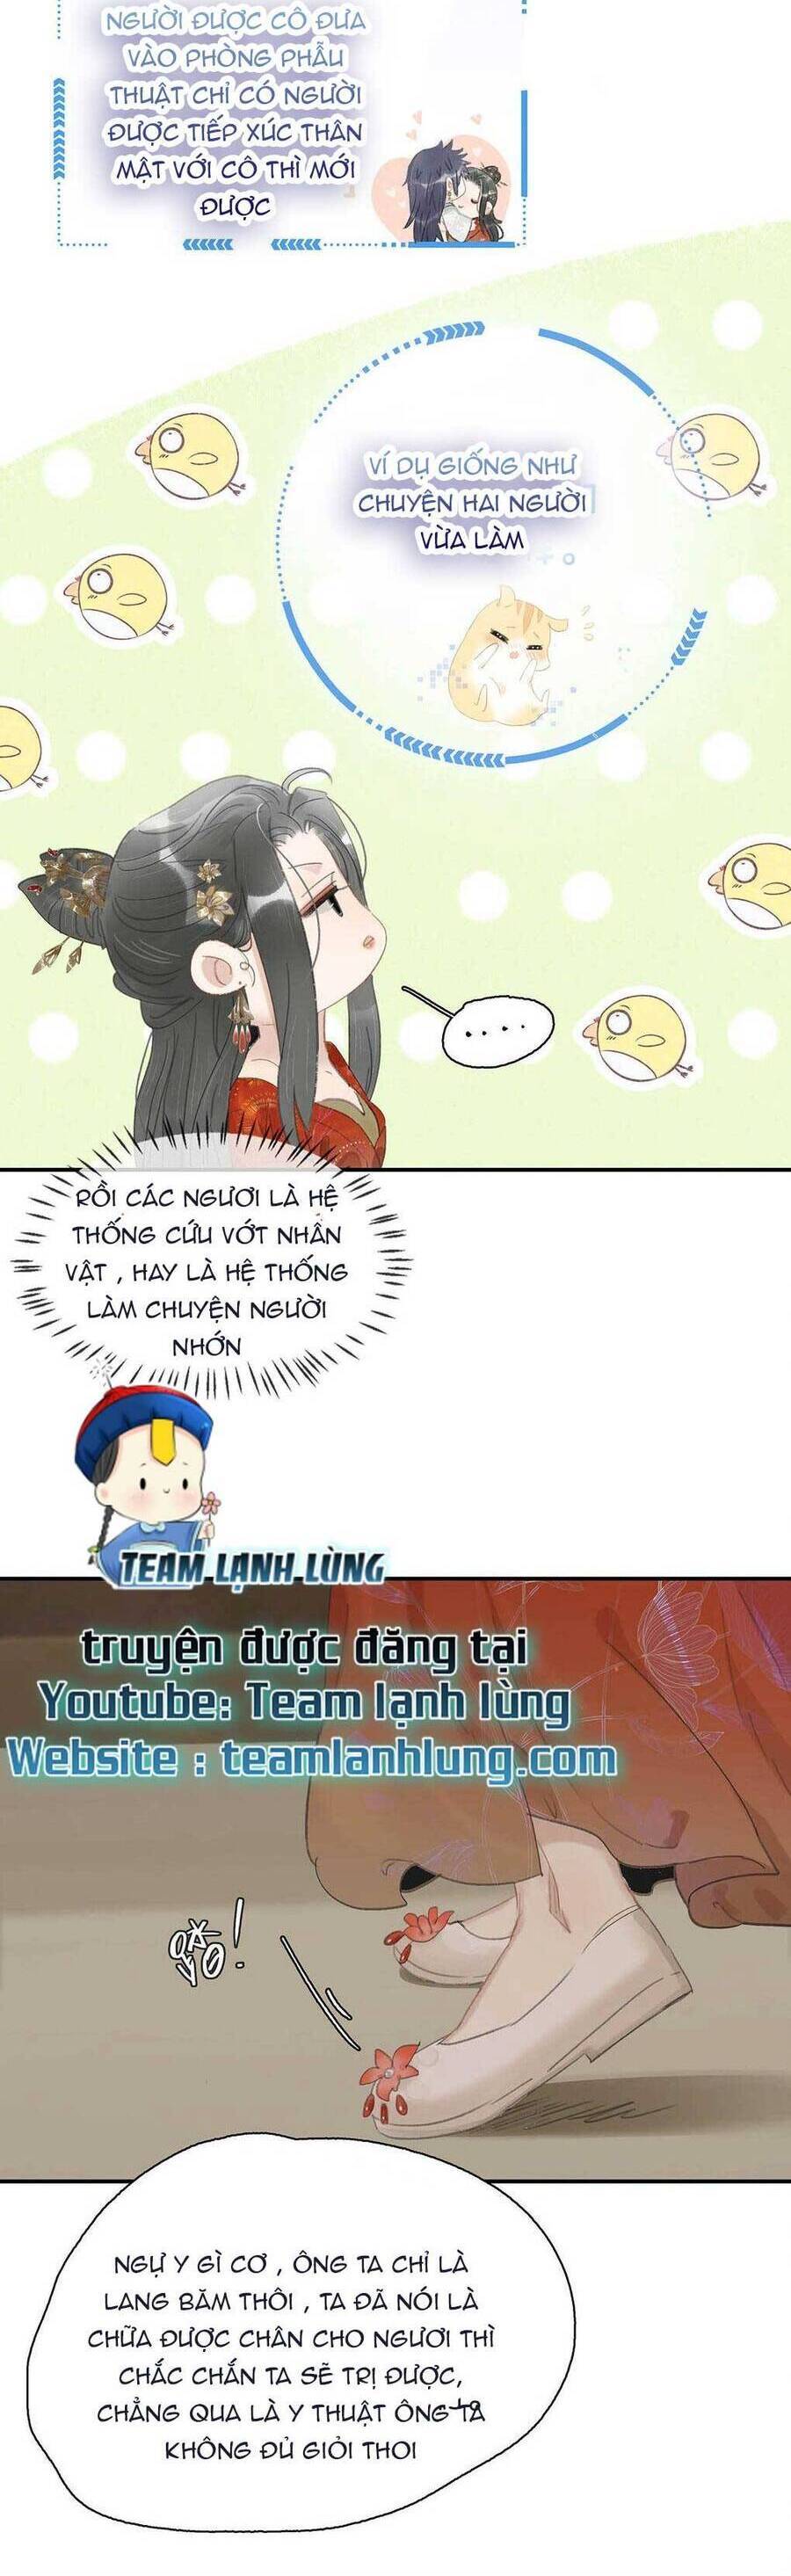 NGƯỜI ĐƯỢC CÔ ĐƯA
VÀO PHÒNG PHẪU
THUẬT CHỈ CÓ NGƯỜI
ĐƯỢC TIẾP XÚC THÂN
MẬT VỚI CÔ THÌ MỚI
ĐƯỢC
VÍ DỤ GIỐNG NHƯ
CHUYỆN HAI NGƯỜI
VỪA LÀM
....
RỒI CÁC NGƯƠI LÀ HỆ
THỐNG CỨU VỚT NHÂN
VẬT , HAY LÀ HỆ THỐNG
LÀM CHUYỆN NGƯỜI
NHỚN
TEAM LẠNH LÙNG
truyện được đăng tại
Youtube: Team lạnh lùng
Website : teamlanhlung.com
NGỰ Y GÌ CƠ , ÔNG TA CHỈ LÀ
LANG BĂM THÔI , TA ĐÃ NÓI LÀ
CHỮA ĐƯỢC CHÂN CHO NGƯƠI THÌ
CHẮC CHẮN TA SẼ TRỊ ĐƯỢC,
CHẲNG QUA LÀ Y THUẬT ÔNG TA
KHÔNG ĐỦ GIỎI THOI